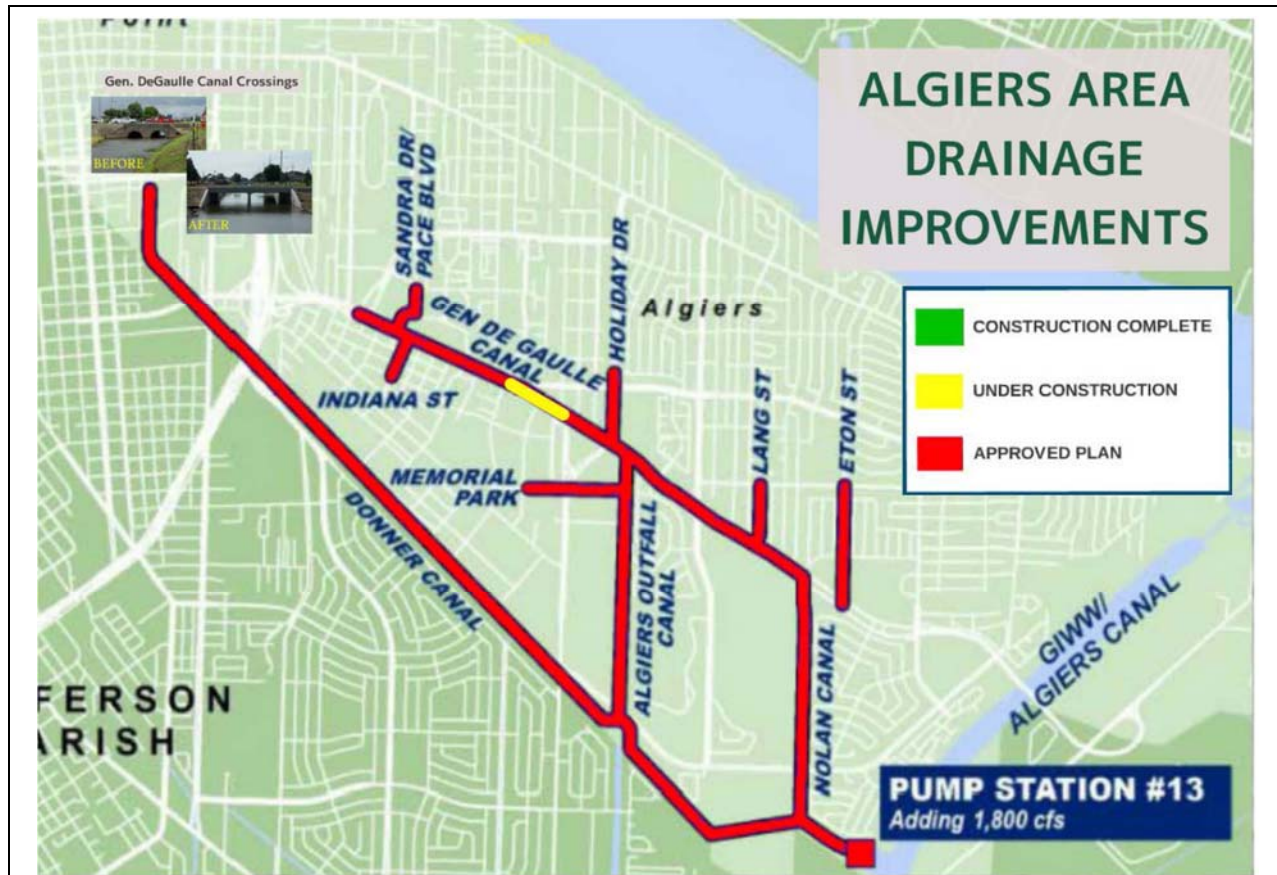 Point
Gen. DeGaulle Canal Crossings
BEFORE
AFTER
ALGIERS AREA
DRAINAGE
IMPROVEMENTS
CONSTRUCTION COMPLETE
UNDER CONSTRUCTION
APPROVED PLAN
SANDRA DR/
PACE BLVD
GEN DE GAULLE
CANAL
HOLIDAY DR
Algiers
INDIANA ST
LANG ST
ETON ST
MEMORIAL
PARK
DONNER CANAL
ALGIERS OUTFALL
CANAL
NOLAN CANAL
GIWW/
ALGIERS CANAL
FERSON
ARISH
PUMP STATION #13
Adding 1,800 cfs